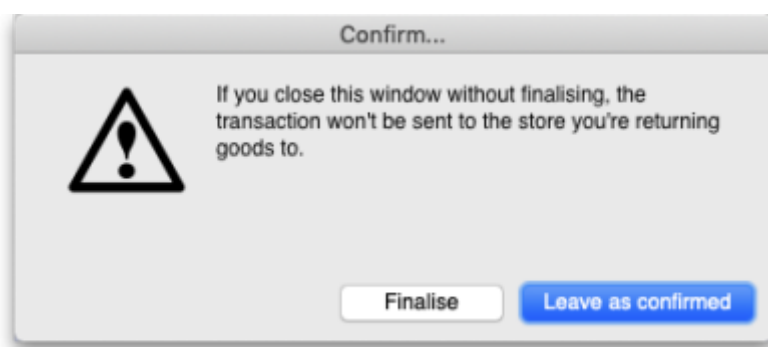 Confirm...
If you close this window without finalising, the
transaction won't be sent to the store you're returning
goods to.
Finalise
Leave as confirmed